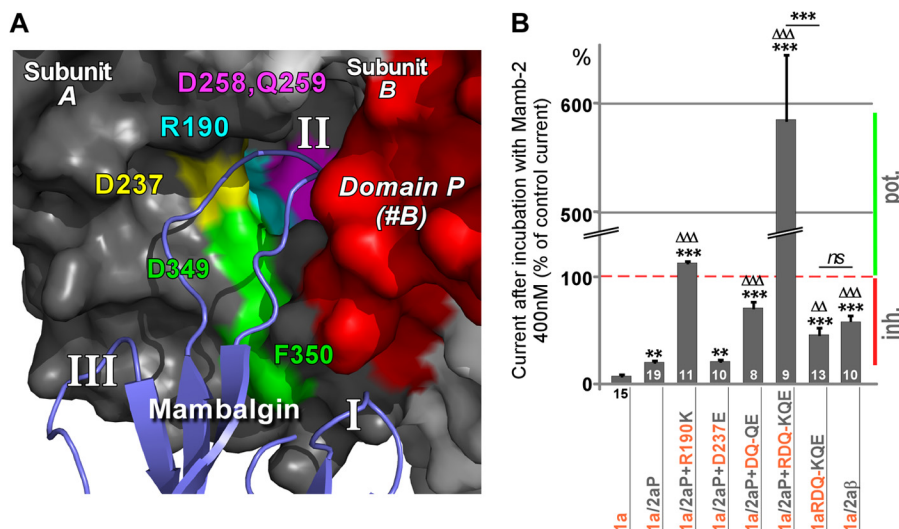 A
Subunit
A
D258,Q259
Subunit
B
R190
II
D237
Domain P
(#B)
D349
F350
III
Mambalgin
I
B
Current after incubation with Mamb-2
400nM (% of control current)
%
600
500
100
0
***
ΔΔΔ
***
ΔΔΔ
***
ΔΔΔ
***
ns
ΔΔ
***
ΔΔΔ
***
**
**
pot.
inh.
15
19
11
10
8
9
13
10
1a
1a/2aP
1a/2aP+R190K
1a/2aP+D237E
1a/2aP+DQ-QE
1a/2aP+RDQ-KQE
1aRDQ-KQE
1a/2aβ